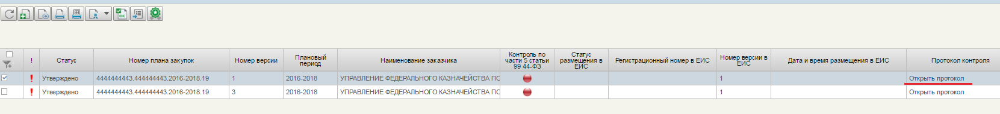 ФК
! Статус Номер плана закупок Номер версии Плановый период Наименование заказчика Контроль по части 5 статьи 99 44-ФЗ Статус размещения в ЕИС Регистрационный номер в ЕИС Номер версии в ЕИС Дата и время размещения в ЕИС Протокол контроля
! Утверждено 4444444443.444444443.2016-2018.19 1 2016-2018 УПРАВЛЕНИЕ ФЕДЕРАЛЬНОГО КАЗНАЧЕЙСТВА ПО 1 Открыть протокол
! Утверждено 4444444443.444444443.2016-2018.19 3 2016-2018 УПРАВЛЕНИЕ ФЕДЕРАЛЬНОГО КАЗНАЧЕЙСТВА ПО 1 Открыть протокол